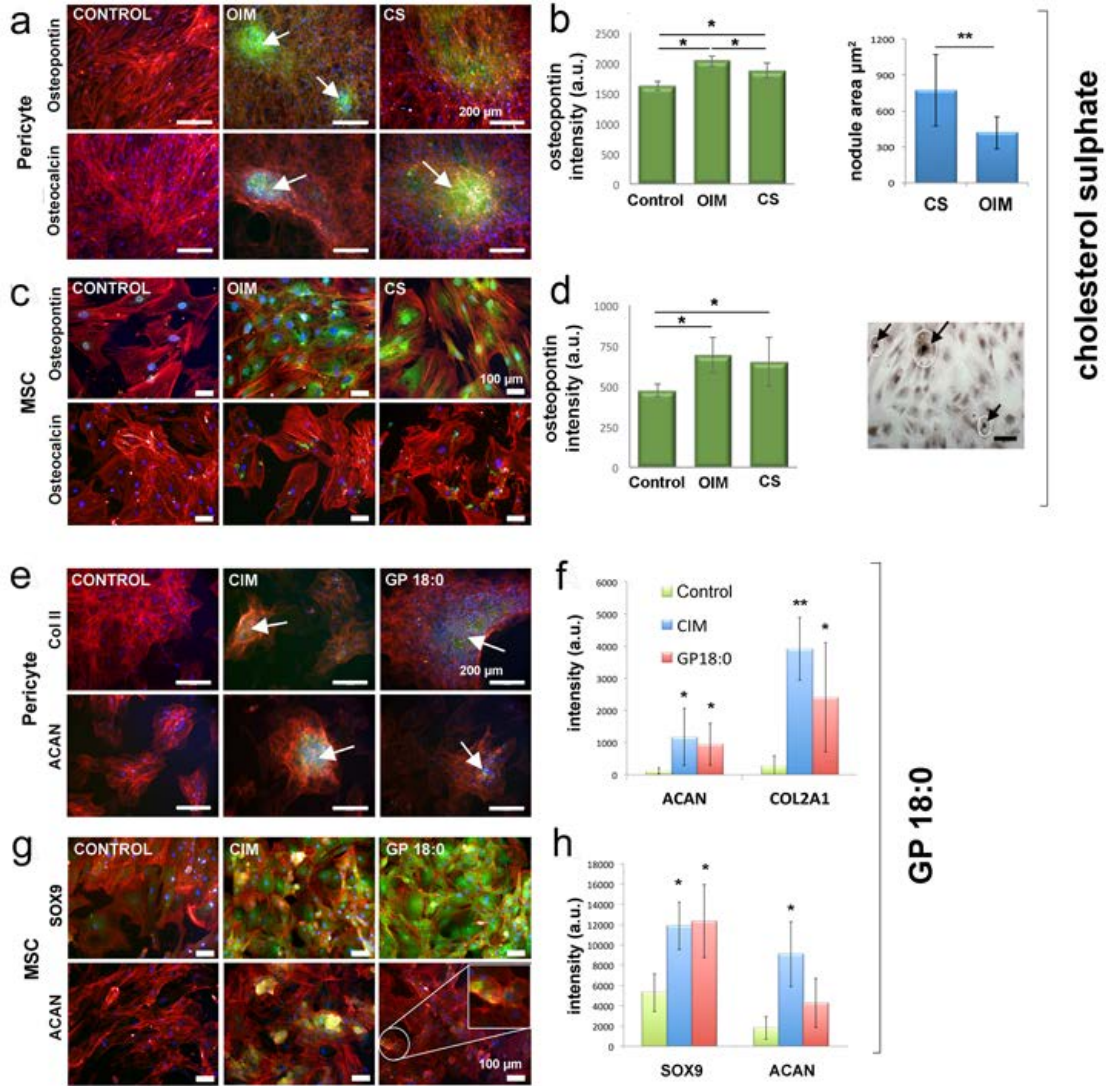 a
CONTROL
OIM
CS
Pericyte
Osteopontin
200 µm
Osteocalcin
b
osteopontin
intensity (a.u.)
2500
2000
1500
1000
500
0
*
*
*
Control
OIM
CS
nodule area µm²
1200
900
600
300
0
**
CS
OIM
cholesterol sulphate
c
CONTROL
OIM
CS
MSC
Osteopontin
100 µm
Osteocalcin
d
osteopontin
intensity (a.u.)
1000
750
500
250
0
*
*
Control
OIM
CS
e
CONTROL
CIM
GP 18:0
Pericyte
Col II
200 µm
ACAN
f
intensity (a.u.)
6000
5000
4000
3000
2000
1000
0
Control
CIM
GP18:0
*
*
**
*
ACAN
COL2A1
GP 18:0
g
CONTROL
CIM
GP 18:0
MSC
SOX9
ACAN
100 µm
h
intensity (a.u.)
18000
16000
14000
12000
10000
8000
6000
4000
2000
0
*
*
*
SOX9
ACAN